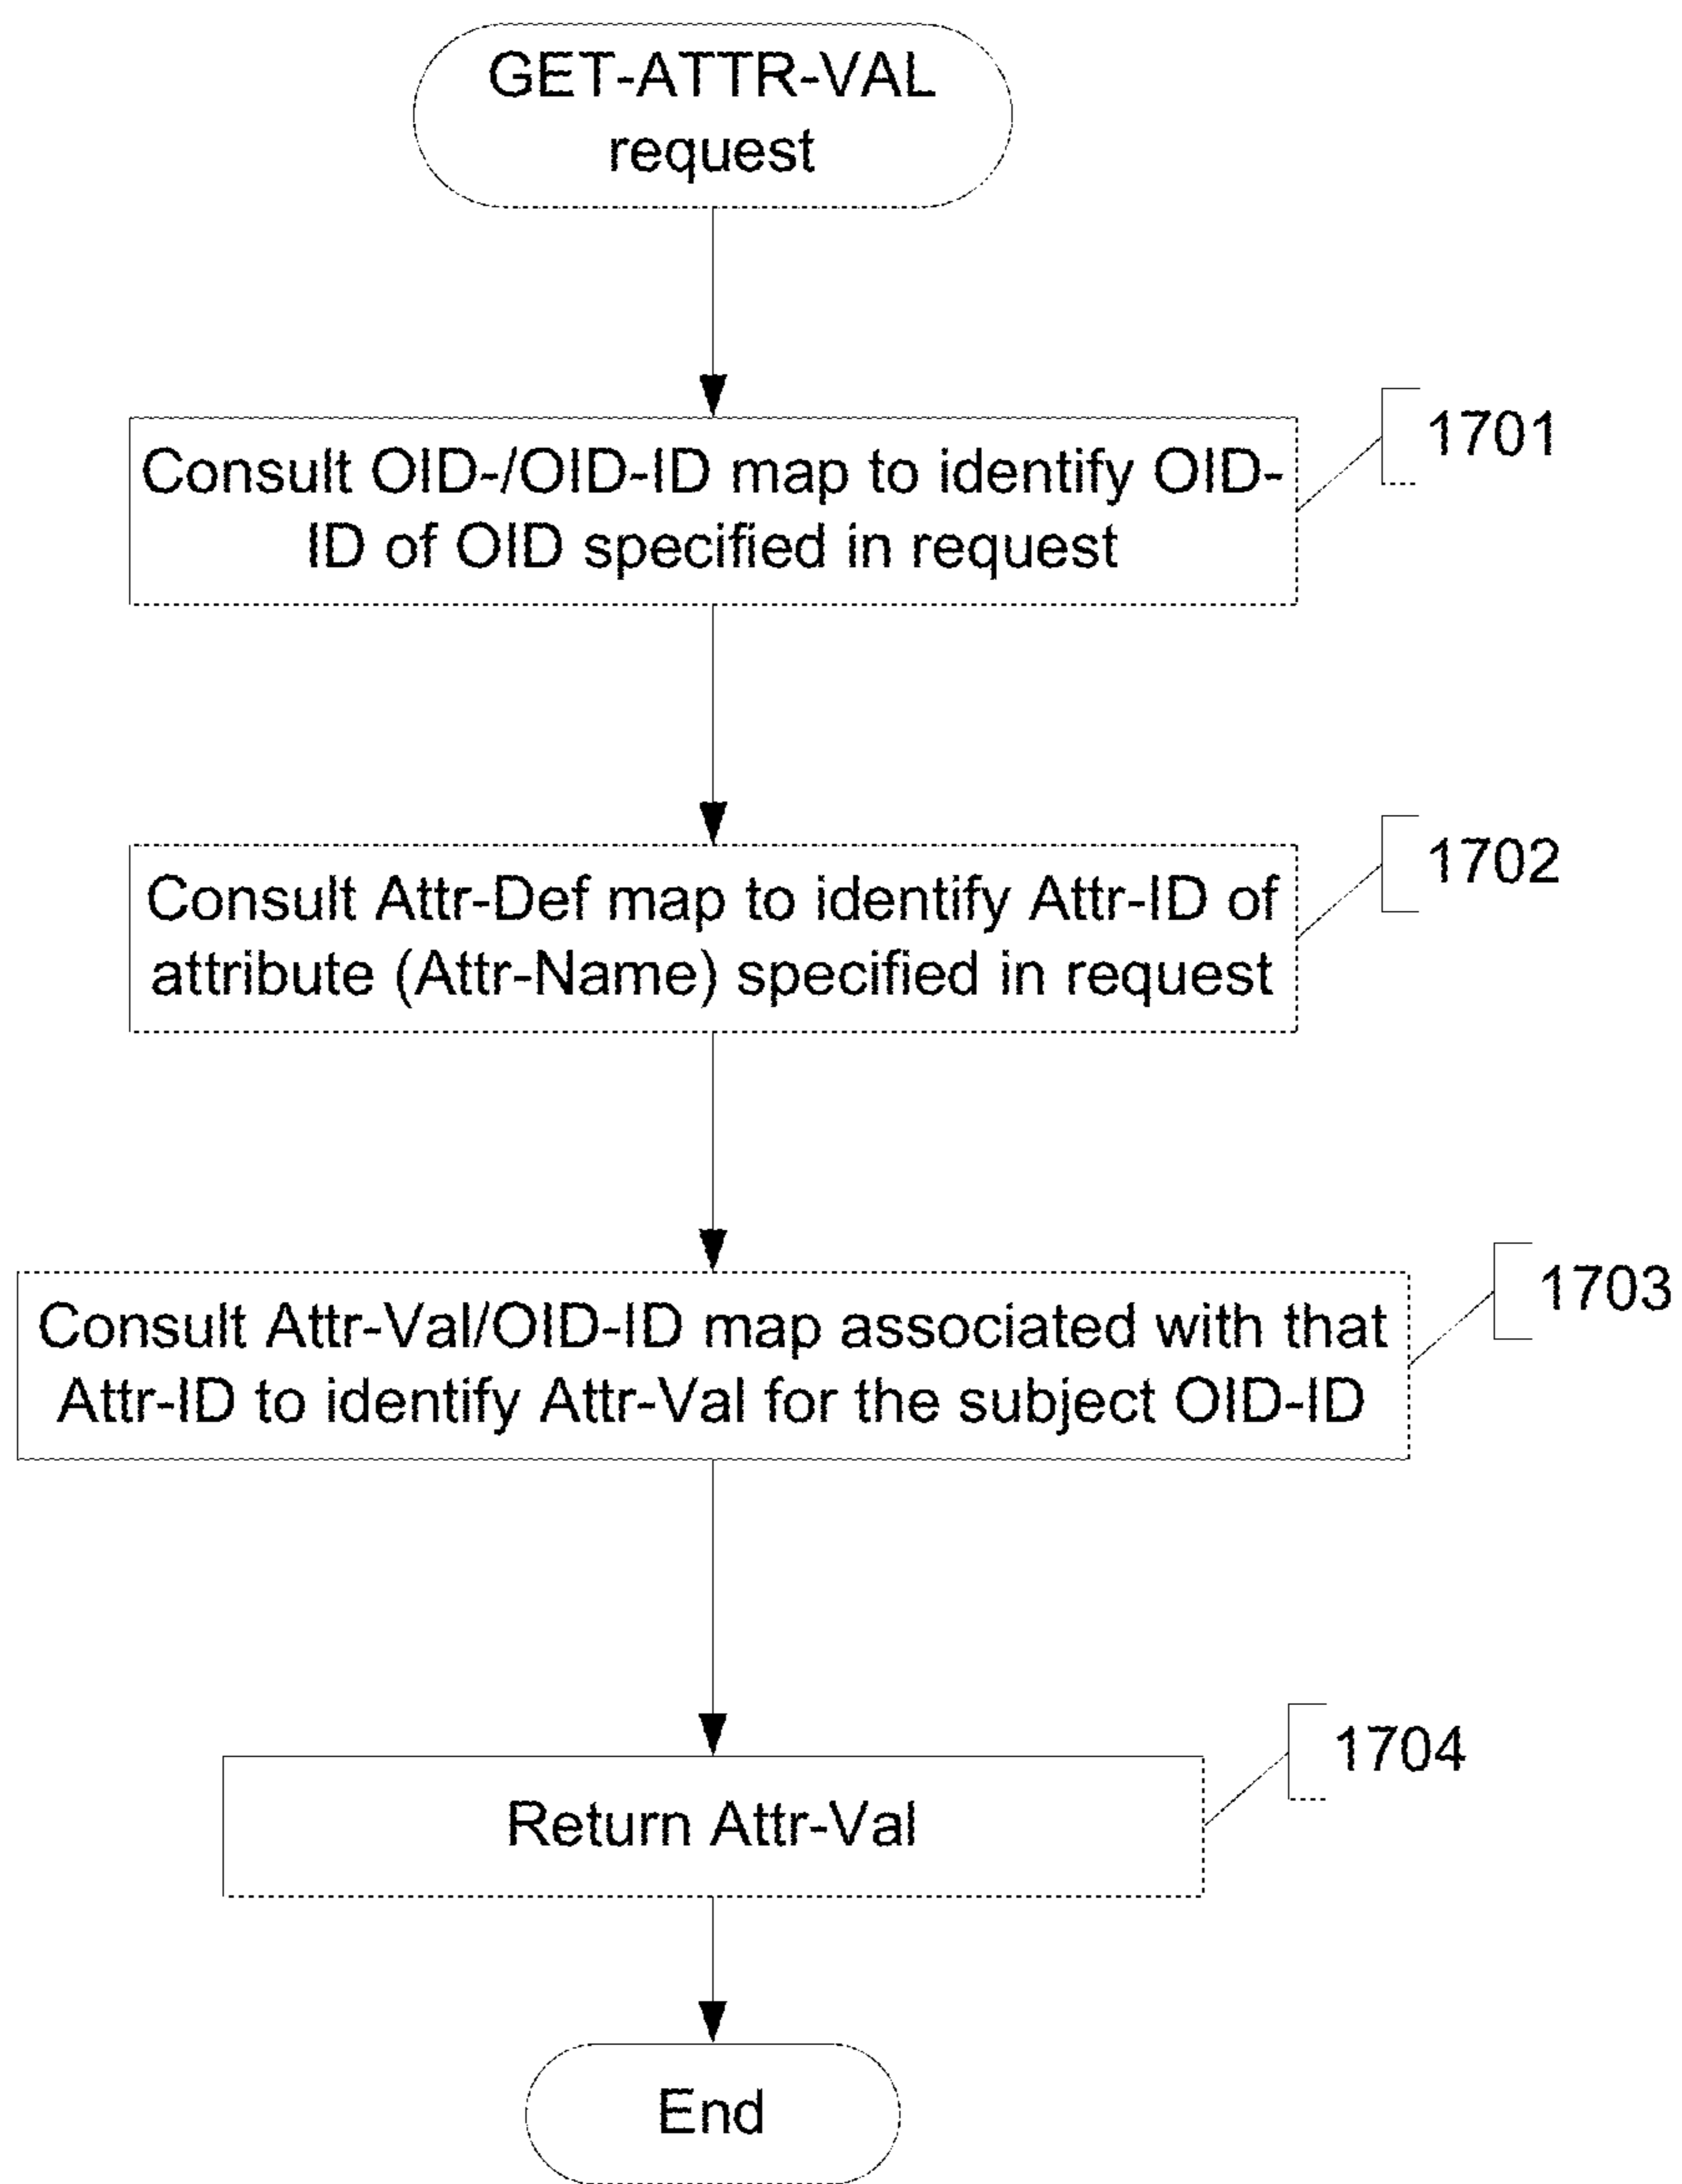 GET-ATTR-VAL
request
1701
Consult OID-/OID-ID map to identify OID-
ID of OID specified in request
1702
Consult Attr-Def map to identify Attr-ID of
attribute (Attr-Name) specified in request
1703
Consult Attr-Val/OID-ID map associated with that
Attr-ID to identify Attr-Val for the subject OID-ID
1704
Return Attr-Val
End